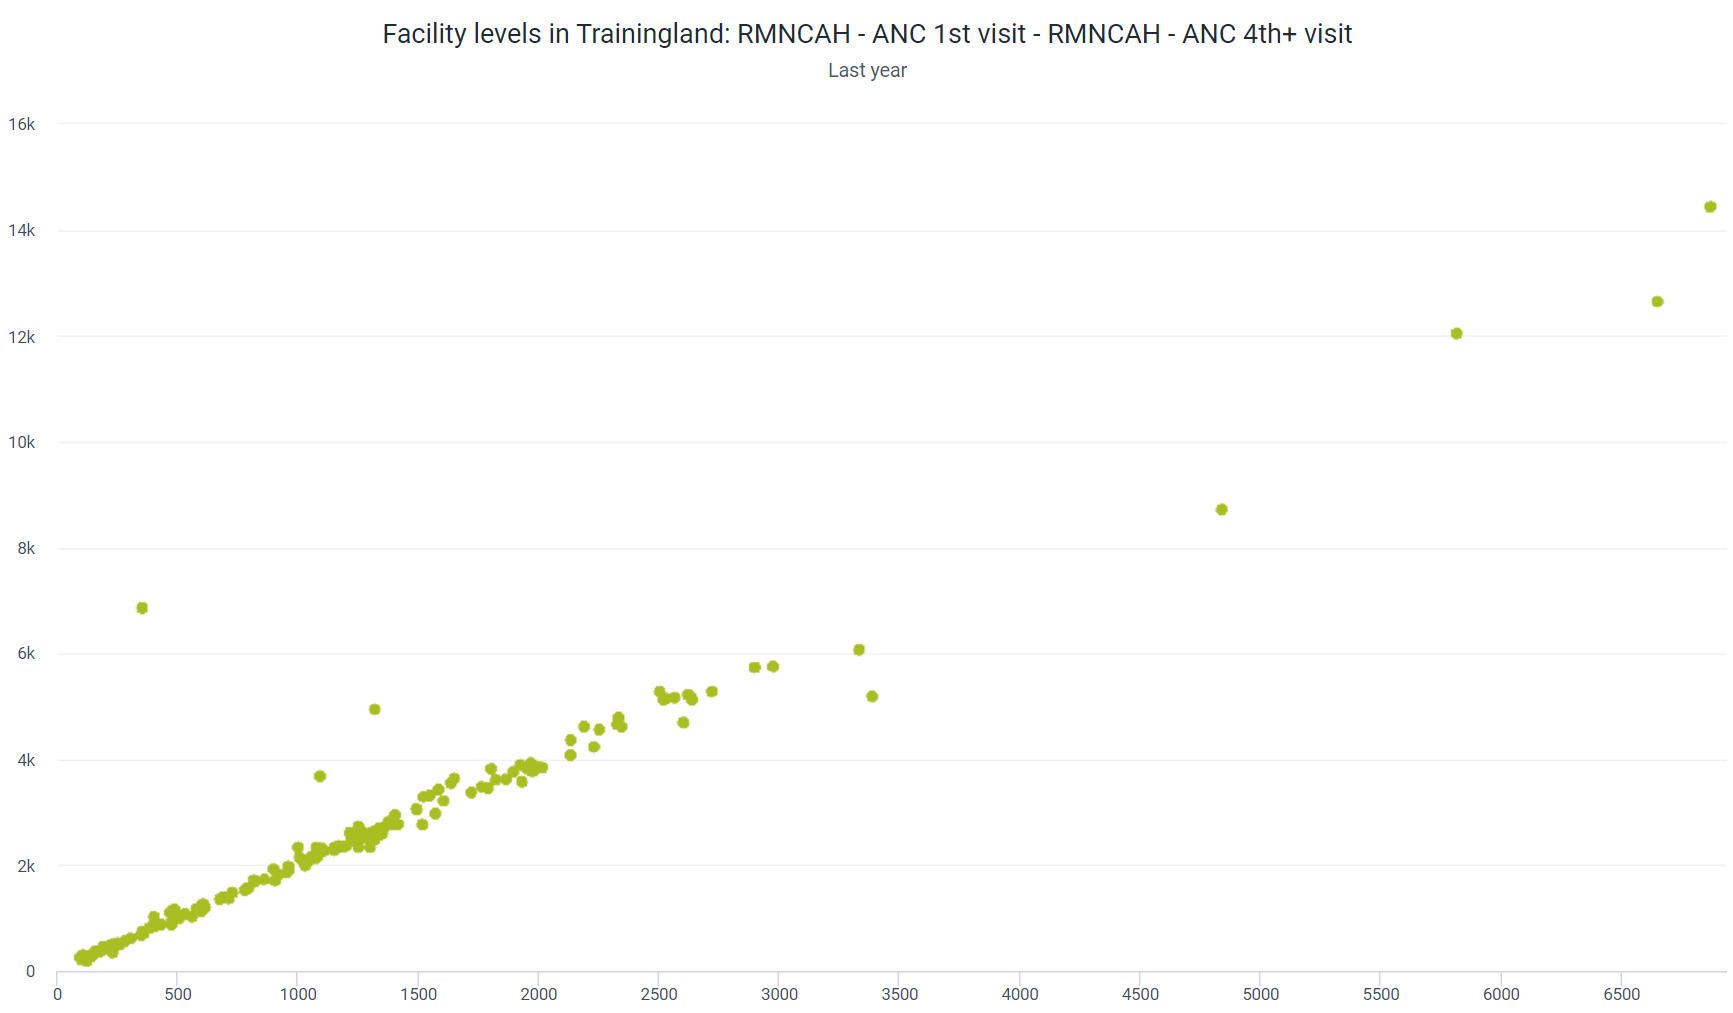 Facility levels in Trainingland: RMNCAH - ANC 1st visit - RMNCAH - ANC 4th+ visit
Last year
16k
14k
12k
10k
8k
6k
4k
2k
0
0 500 1000 1500 2000 2500 3000 3500 4000 4500 5000 5500 6000 6500